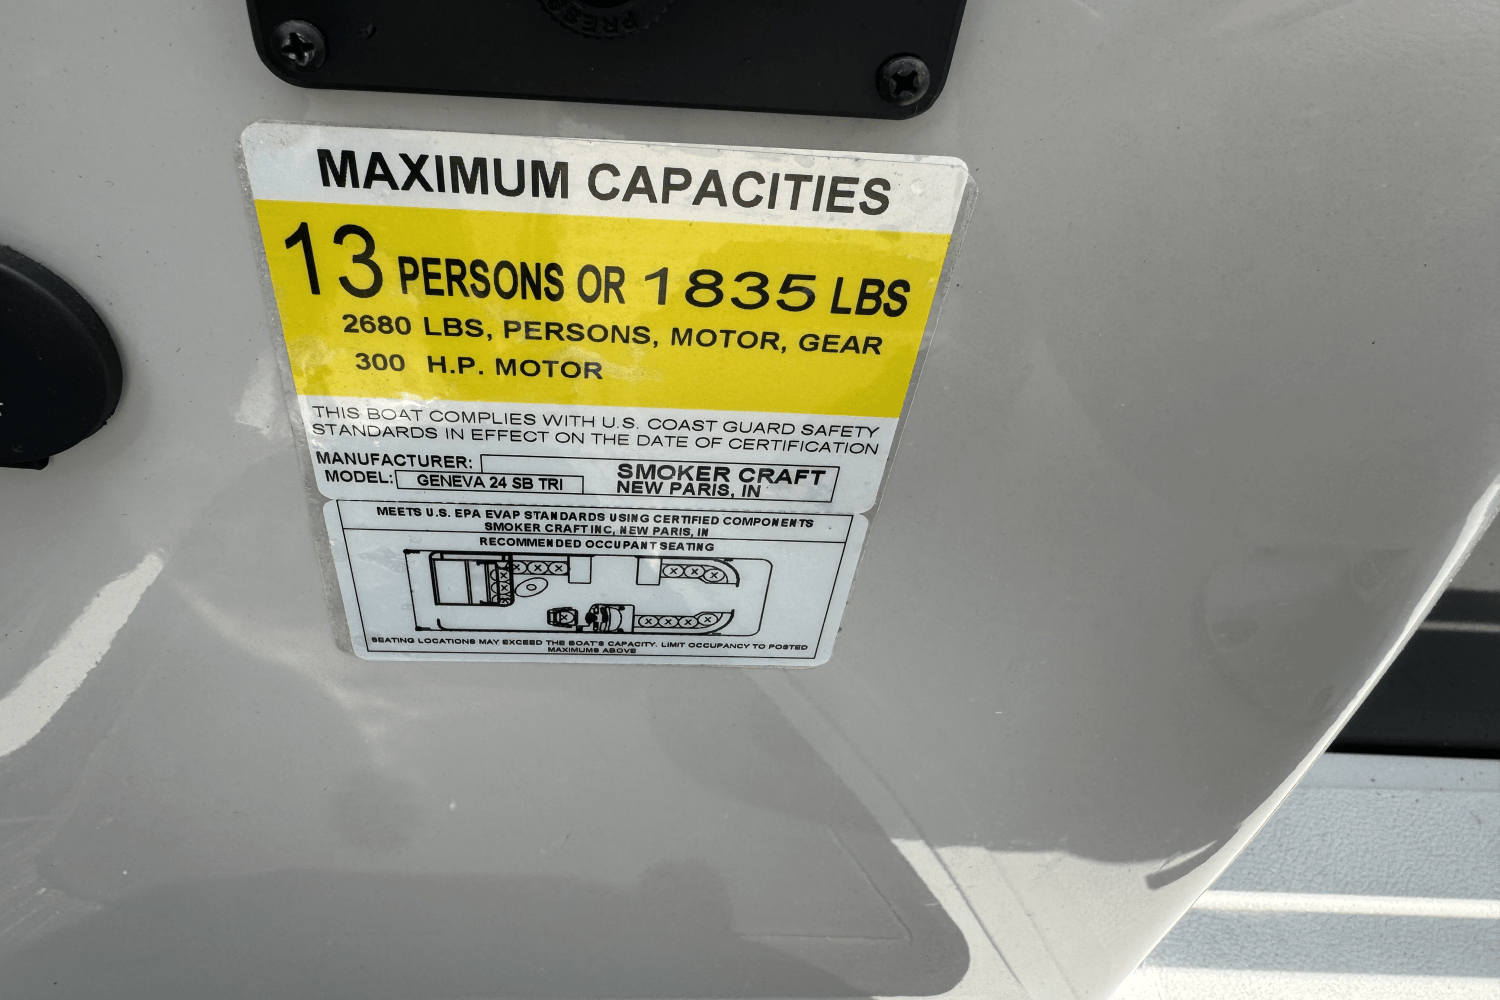 PRESS
MAXIMUM CAPACITIES
13 PERSONS OR 1835 LBS
2680 LBS, PERSONS, MOTOR, GEAR
300 H.P. MOTOR
THIS BOAT COMPLIES WITH U.S. COAST GUARD SAFETY
STANDARDS IN EFFECT ON THE DATE OF CERTIFICATION
MANUFACTURER: SMOKER CRAFT
MODEL: GENEVA 24 SB TRI NEW PARIS, IN
MEETS U.S. EPA EVAP STANDARDS USING CERTIFIED COMPONENTS
SMOKER CRAFT INC, NEW PARIS, IN
RECOMMENDED OCCUPANT SEATING
SEATING LOCATIONS MAY EXCEED THE BOAT'S CAPACITY. LIMIT OCCUPANCY TO POSTED
MAXIMUMS ABOVE